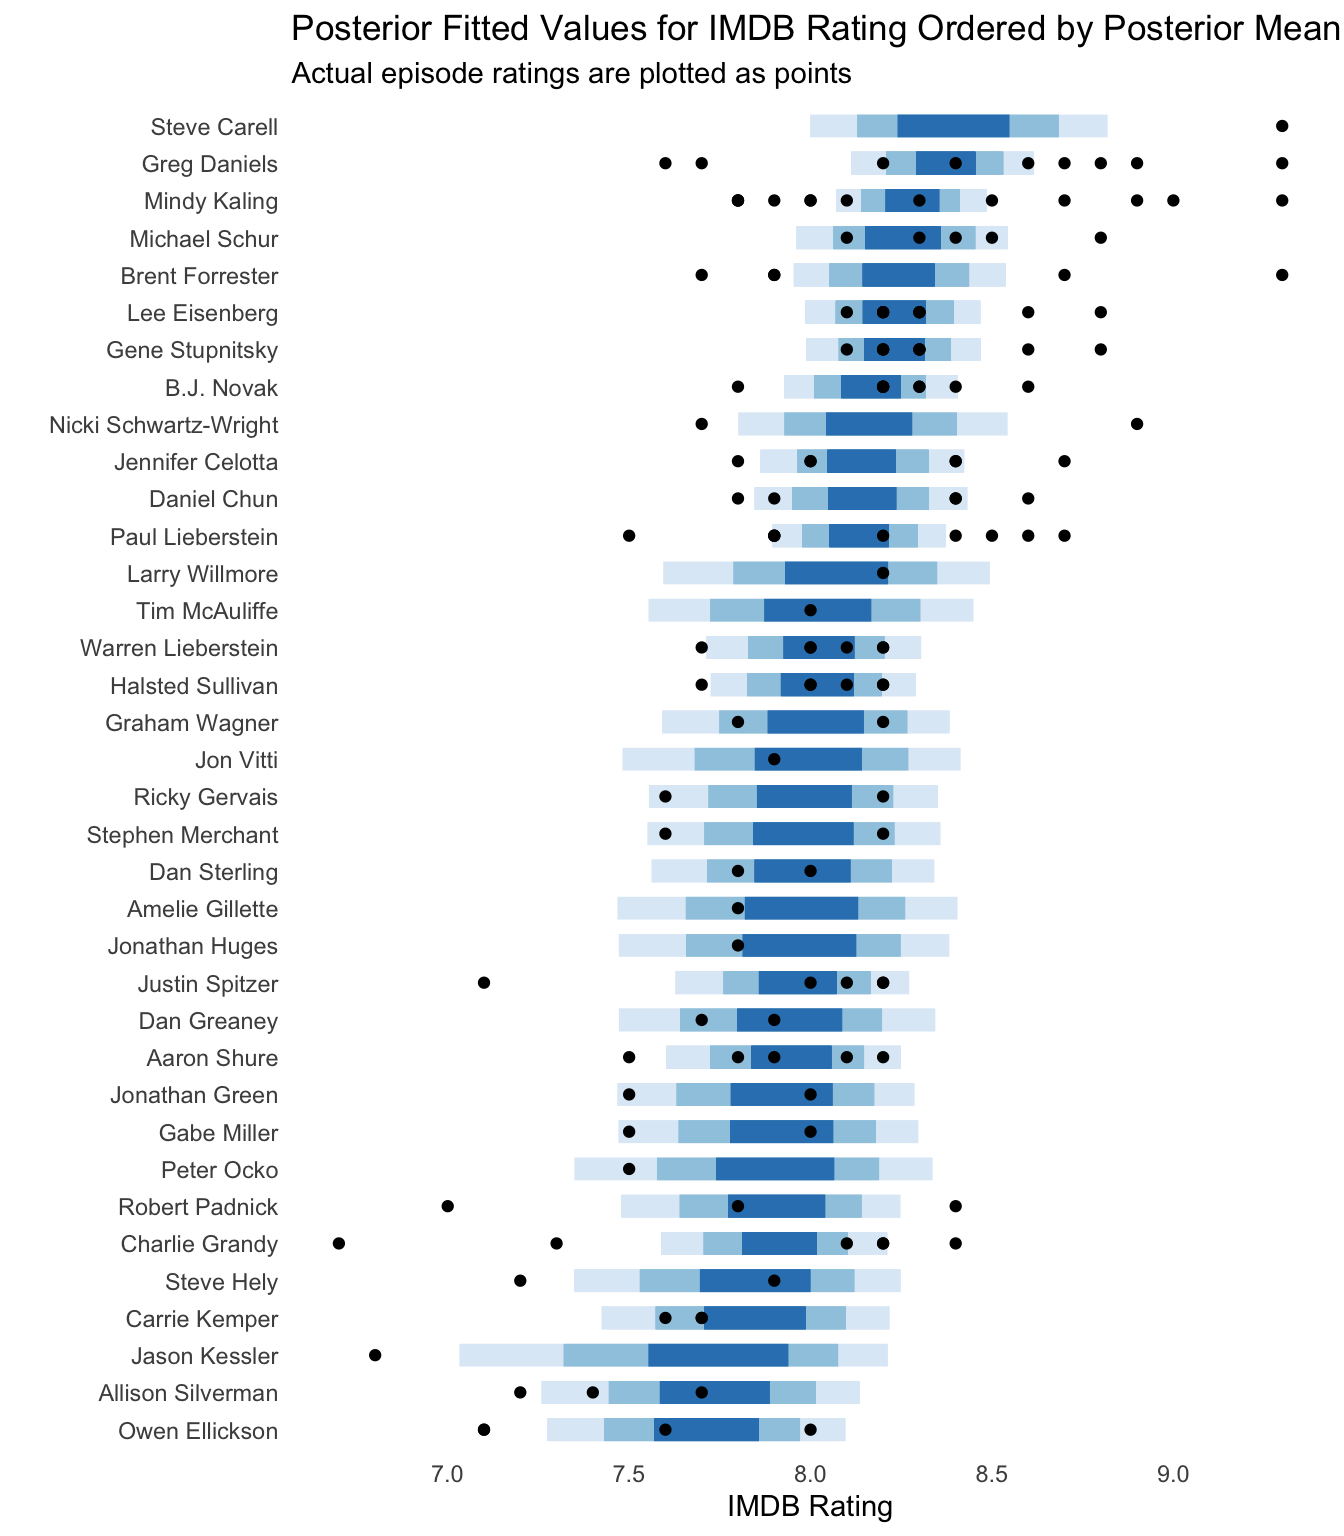 Posterior Fitted Values for IMDB Rating Ordered by Posterior Mean
Actual episode ratings are plotted as points
Steve Carell
Greg Daniels
Mindy Kaling
Michael Schur
Brent Forrester
Lee Eisenberg
Gene Stupnitsky
B.J. Novak
Nicki Schwartz-Wright
Jennifer Celotta
Daniel Chun
Paul Lieberstein
Larry Willmore
Tim McAuliffe
Warren Lieberstein
Halsted Sullivan
Graham Wagner
Jon Vitti
Ricky Gervais
Stephen Merchant
Dan Sterling
Amelie Gillette
Jonathan Huges
Justin Spitzer
Dan Greaney
Aaron Shure
Jonathan Green
Gabe Miller
Peter Ocko
Robert Padnick
Charlie Grandy
Steve Hely
Carrie Kemper
Jason Kessler
Allison Silverman
Owen Ellickson
7.0 7.5 8.0 8.5 9.0
IMDB Rating